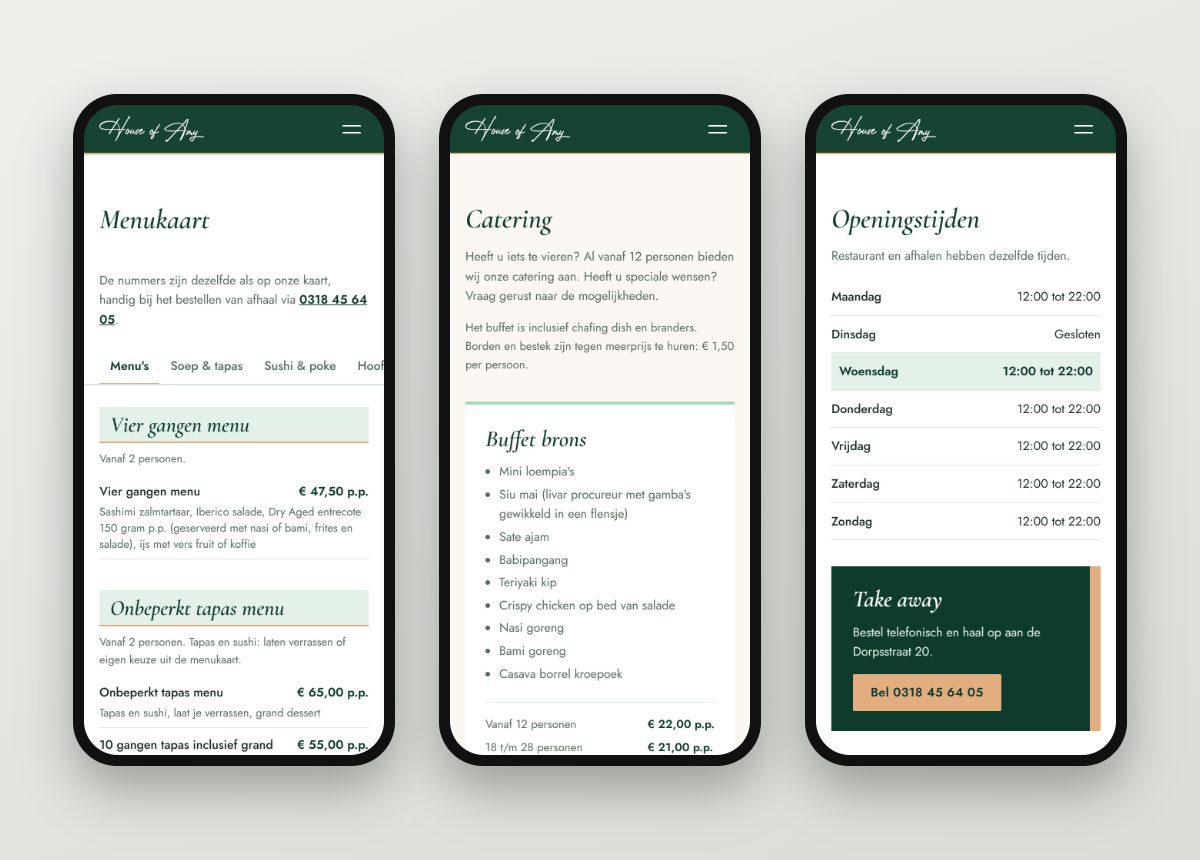 House of Amy
Menukaart
De nummers zijn dezelfde als op onze kaart,
handig bij het bestellen van afhaal via 0318 45 64
05.
Menu's Soep & tapas Sushi & poke Hoof
Vier gangen menu
Vanaf 2 personen.
Vier gangen menu € 47,50 p.p.
Sashimi zalmtartaar, Iberico salade, Dry Aged entrecote
150 gram p.p. (geserveerd met nasi of bami, frites en
salade), ijs met vers fruit of koffie
Onbeperkt tapas menu
Vanaf 2 personen. Tapas en sushi: laten verrassen of
eigen keuze uit de menukaart.
Onbeperkt tapas menu € 65,00 p.p.
Tapas en sushi, laat je verrassen, grand dessert
10 gangen tapas inclusief grand € 55,00 p.p.
House of Amy
Catering
Heeft u iets te vieren? Al vanaf 12 personen bieden
wij onze catering aan. Heeft u speciale wensen?
Vraag gerust naar de mogelijkheden.
Het buffet is inclusief chafing dish en branders.
Borden en bestek zijn tegen meerprijs te huren: € 1,50
per persoon.
Buffet brons
Mini loempia's
Siu mai (livar procureur met gamba's
gewikkeld in een flensje)
Sate ajam
Babipangang
Teriyaki kip
Crispy chicken op bed van salade
Nasi goreng
Bami goreng
Casava borrel kroepoek
Vanaf 12 personen € 22,00 p.p.
18 t/m 28 personen € 21,00 p.p.
House of Amy
Openingstijden
Restaurant en afhalen hebben dezelfde tijden.
Maandag 12:00 tot 22:00
Dinsdag Gesloten
Woensdag 12:00 tot 22:00
Donderdag 12:00 tot 22:00
Vrijdag 12:00 tot 22:00
Zaterdag 12:00 tot 22:00
Zondag 12:00 tot 22:00
Take away
Bestel telefonisch en haal op aan de
Dorpsstraat 20.
Bel 0318 45 64 05